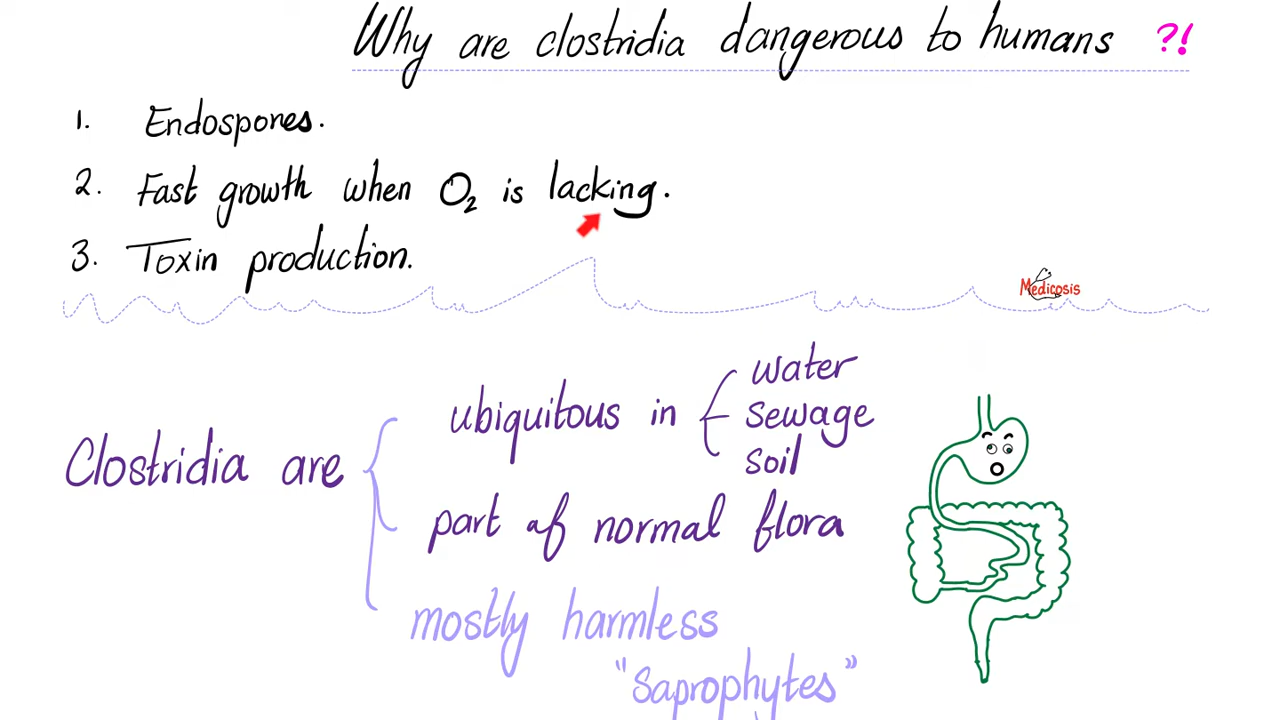 Why are clostridia dangerous to humans ?!
1. Endospores.
2. Fast growth when O₂ is lacking.
3. Toxin production.
Medicosis
Clostridia are
ubiquitous in
water
sewage
soil
part of normal flora
mostly harmless
"Saprophytes"